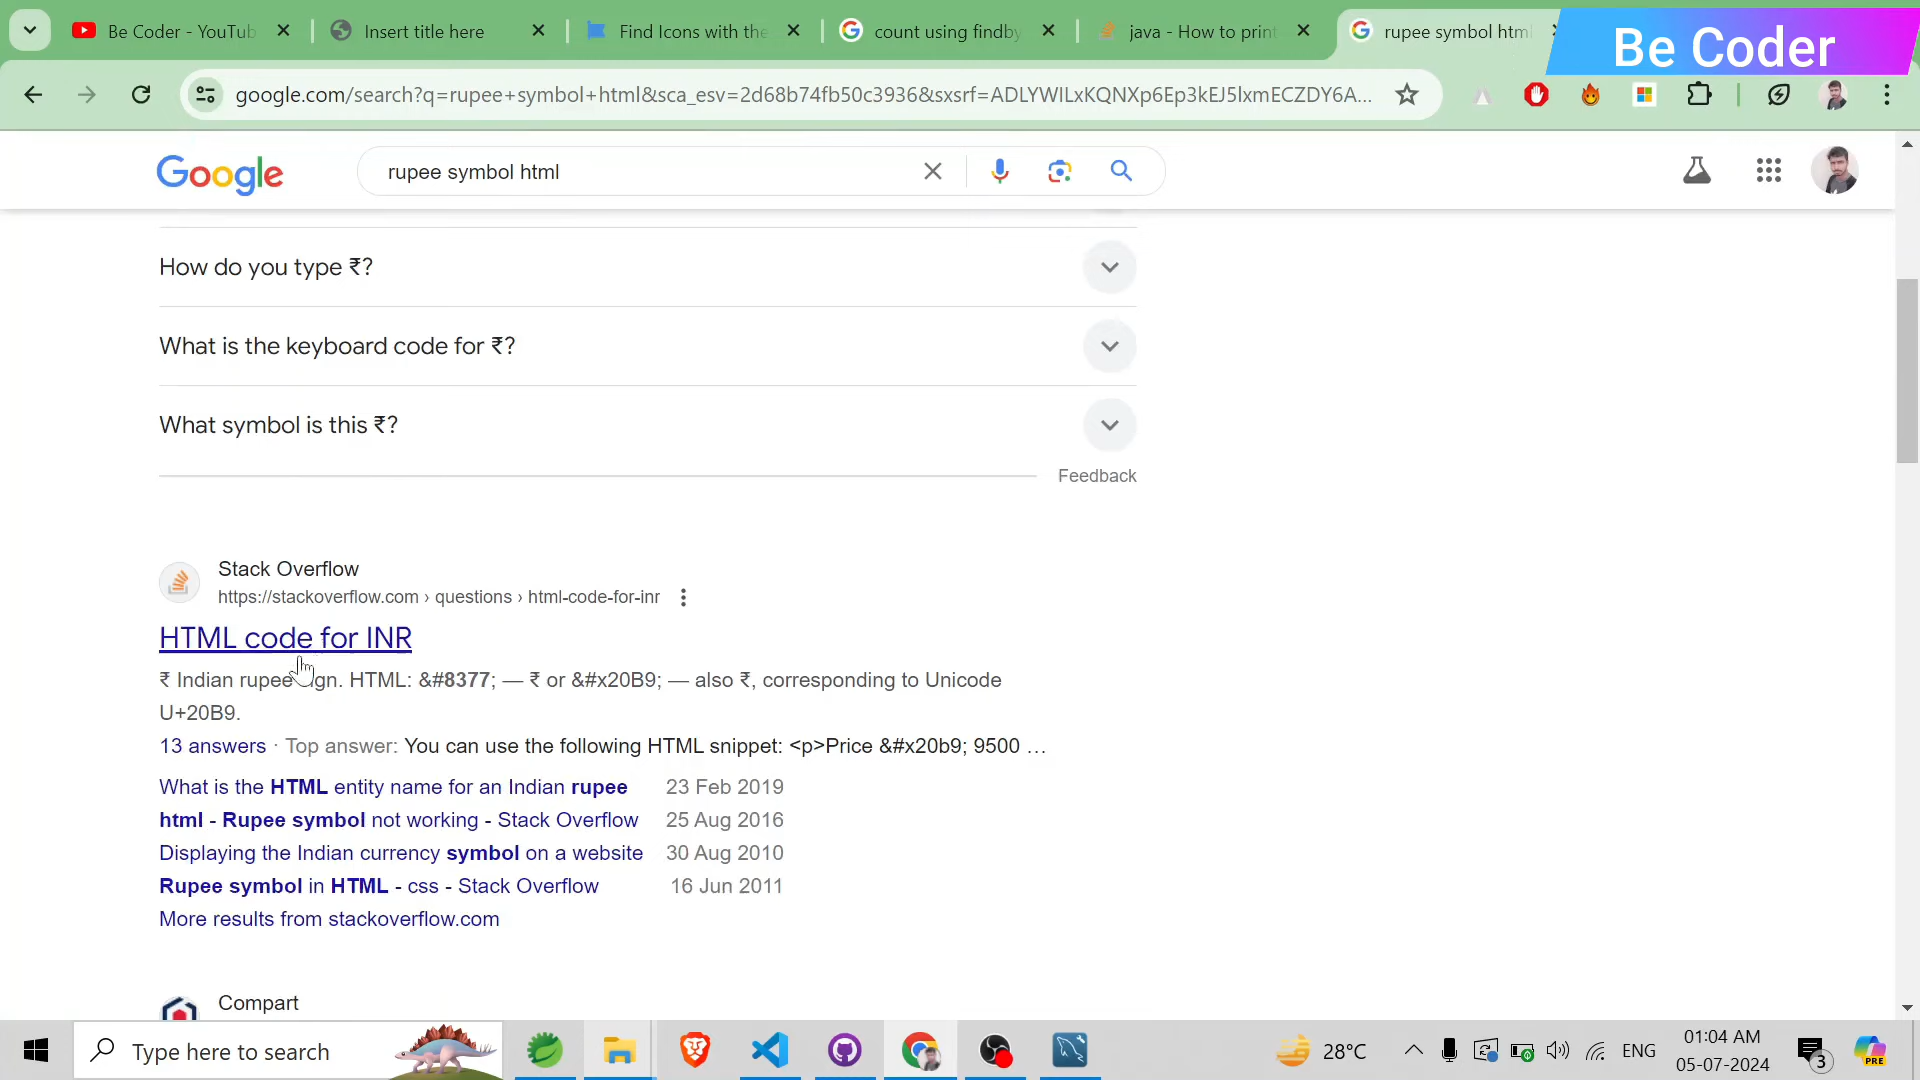 Be Coder - YouTub
Insert title here
Find Icons with the
count using findby
java - How to print
rupee symbol html
Be Coder
google.com/search?q=rupee+symbol+html&sca_esv=2d68b74fb50c3936&sxsrf=ADLYWILxKQNXp6Ep3kEJ5lxmECZDY6A...
Google
rupee symbol html
How do you type ₹?
What is the keyboard code for ₹?
What symbol is this ₹?
Feedback
Stack Overflow
https://stackoverflow.com › questions › html-code-for-inr
HTML code for INR
₹ Indian rupee sign. HTML: &#8377; — ₹ or &#x20B9; — also ₹, corresponding to Unicode
U+20B9.
13 answers · Top answer: You can use the following HTML snippet: <p>Price &#x20b9; 9500 …
What is the HTML entity name for an Indian rupee 23 Feb 2019
html - Rupee symbol not working - Stack Overflow 25 Aug 2016
Displaying the Indian currency symbol on a website 30 Aug 2010
Rupee symbol in HTML - css - Stack Overflow 16 Jun 2011
More results from stackoverflow.com
Compart
Type here to search
28°C
ENG
01:04 AM
05-07-2024
3
PRE